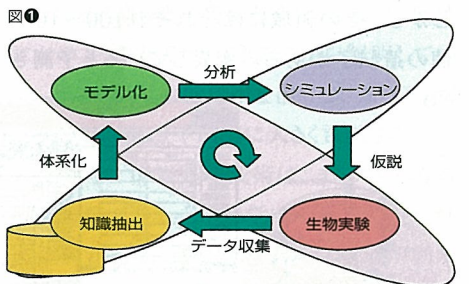 図❶
分析
モデル化
シミュレーション
体系化
仮説
知識抽出
生物実験
データ収集